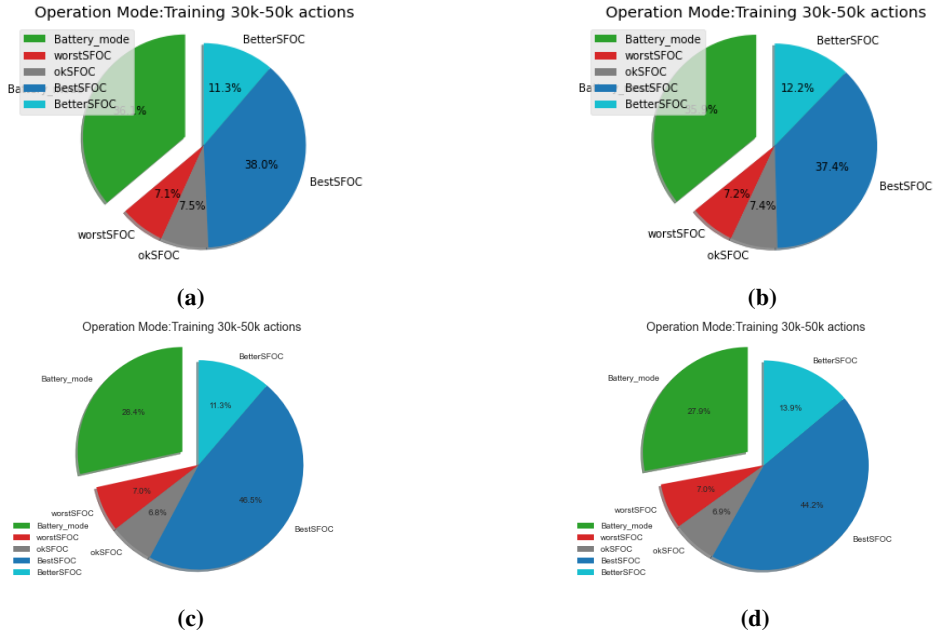 Operation Mode:Training 30k-50k actions
Battery_mode
worstSFOC
okSFOC
BestSFOC
BetterSFOC
BetterSFOC
11.3%
38.0%
BestSFOC
7.1%
7.5%
worstSFOC
okSFOC
(a)
Operation Mode:Training 30k-50k actions
Battery_mode
worstSFOC
okSFOC
BestSFOC
BetterSFOC
BetterSFOC
12.2%
37.4%
BestSFOC
7.2%
7.4%
worstSFOC
okSFOC
(b)
Operation Mode:Training 30k-50k actions
BetterSFOC
Battery_mode
11.3%
28.4%
46.5%
7.0%
6.8%
worstSFOC
BestSFOC
okSFOC
Battery_mode
worstSFOC
okSFOC
BestSFOC
BetterSFOC
(c)
Operation Mode:Training 30k-50k actions
BetterSFOC
Battery_mode
13.9%
27.9%
44.2%
7.0%
6.9%
worstSFOC
BestSFOC
okSFOC
Battery_mode
worstSFOC
okSFOC
BestSFOC
BetterSFOC
(d)